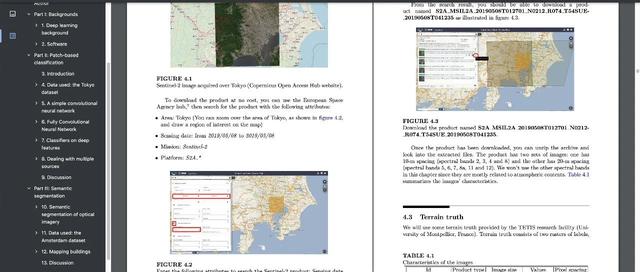 Part I: Backgrounds
1. Deep learning
background
2. Software
Part II: Patch-based
classification
3. Introduction
4. Data used: the Tokyo
dataset
5. A simple convolutional
neural network
6. Fully Convolutional
Neural Network
7. Classifiers on deep
features
8. Dealing with multiple
sources
9. Discussion
Part III: Semantic
segmentation
10. Semantic
segmentation of optical
imagery
11. Data used: the
Amsterdam dataset
12. Mapping buildings
13. Discussion
FIGURE 4.1
Sentinel-2 image acquired over Tokyo (Copernicus Open Access Hub website).
To download the product at no cost, you can use the European Space
Agency hub, then search for the product with the following attributes:
• Area: Tokyo (You can zoom over the area of Tokyo, as shown in figure 4.2,
and draw a region of interest on the map)
• Sensing date: from 2019/05/08 to 2019/05/08
• Mission: Sentinel-2
• Platform: S2A_*
FIGURE 4.2
Enter the following attributes to search the Sentinel-2 product: Sensing date
From the search result, you should be able to download a prod-
uct named S2A_MSIL2A_20190508T012701_N0212_R074_T54SUE
_20190508T041235 as illustrated in figure 4.3.
FIGURE 4.3
Download the product named S2A_MSIL2A_20190508T012701_N0212-
_R074_T54SUE_20190508T041235.
Once the product has been downloaded, you can unzip the archive and
look into the extracted files. The product has two sets of images: one has
10-m spacing (spectral bands 2, 3, 4 and 8) and the other has 20-m spacing
(spectral bands 5, 6, 7, 8a, 11 and 12). We won't use the other spectral bands
in this chapter since they are mostly related to atmospheric contents. Table 4.1
summarizes the images' characteristics.
4.3 Terrain truth
We will use some terrain truth provided by the TETIS research facility (Uni-
versity of Montpellier, France). Terrain truth consists of two rasters of labels,
TABLE 4.1
Characteristics of the images
Id Product type Image size Values Pixel spacing